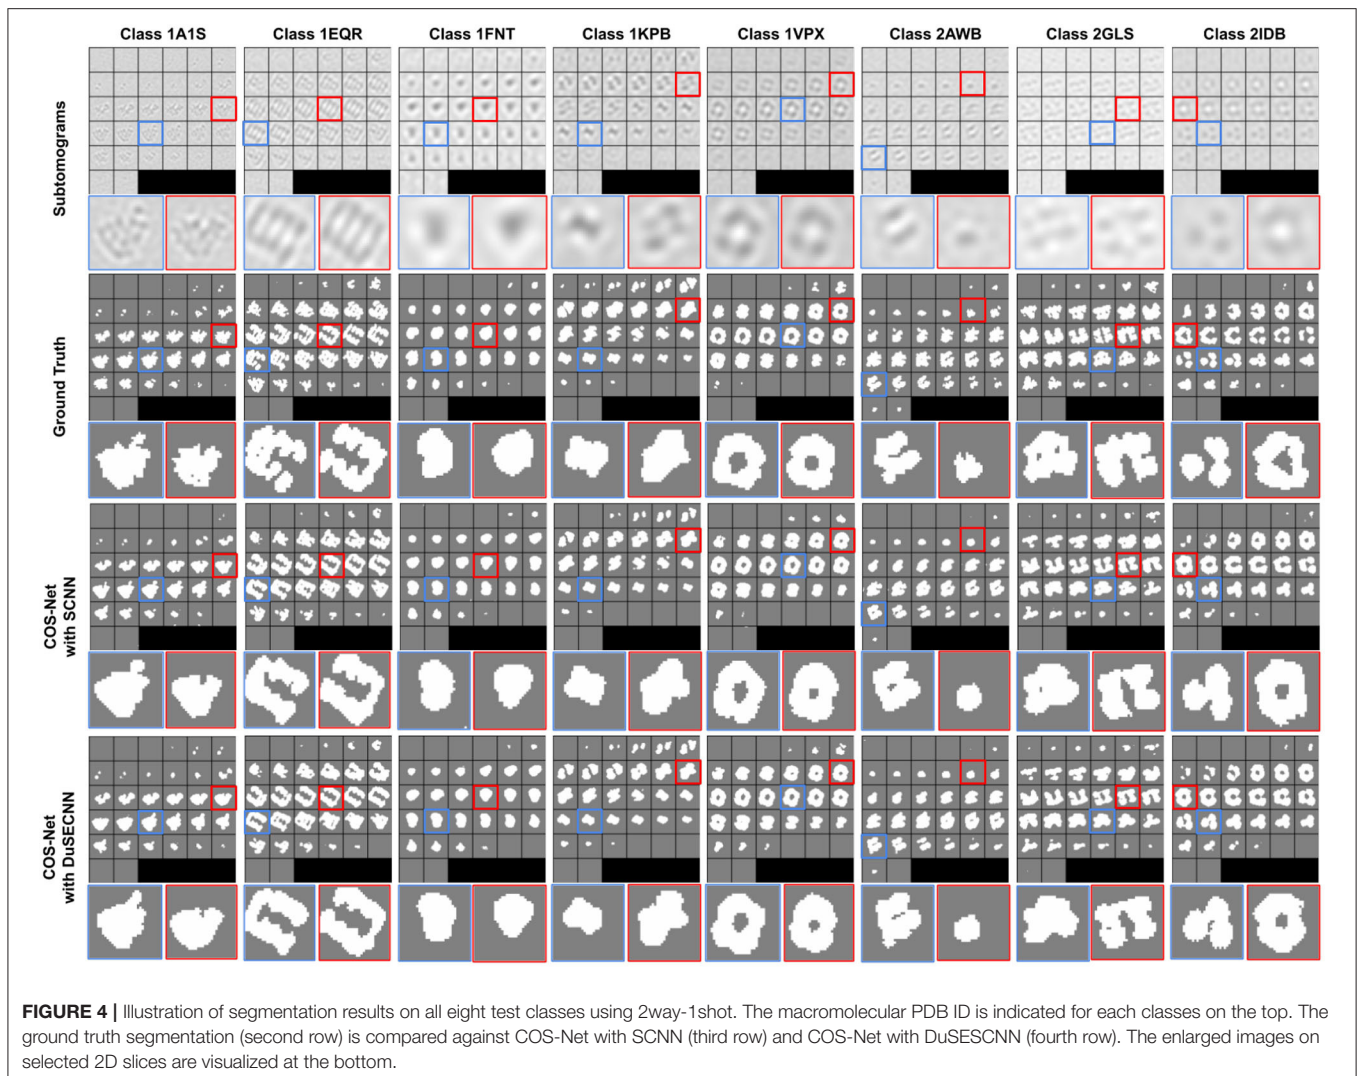 Class 1A1S
Class 1EQR
Class 1FNT
Class 1KPB
Class 1VPX
Class 2AWB
Class 2GLS
Class 2IDB
Subtomograms
Ground Truth
COS-Net
with SCNN
COS-Net
with DuSECNN
FIGURE 4 | Illustration of segmentation results on all eight test classes using 2way-1shot. The macromolecular PDB ID is indicated for each classes on the top. The
ground truth segmentation (second row) is compared against COS-Net with SCNN (third row) and COS-Net with DuSESCNN (fourth row). The enlarged images on
selected 2D slices are visualized at the bottom.